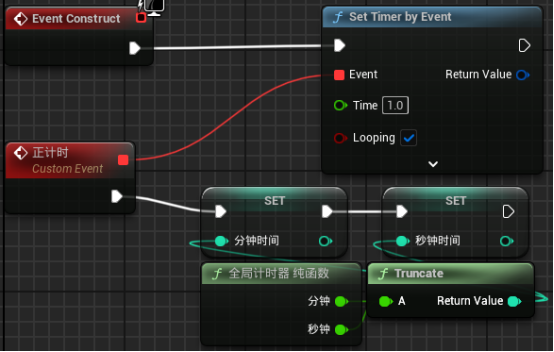 Event Construct
Set Timer by Event
Event
Return Value
Time 1.0
Looping
正计时
Custom Event
SET
分钟时间
SET
秒钟时间
全局计时器 纯函数
分钟
秒钟
Truncate
A
Return Value